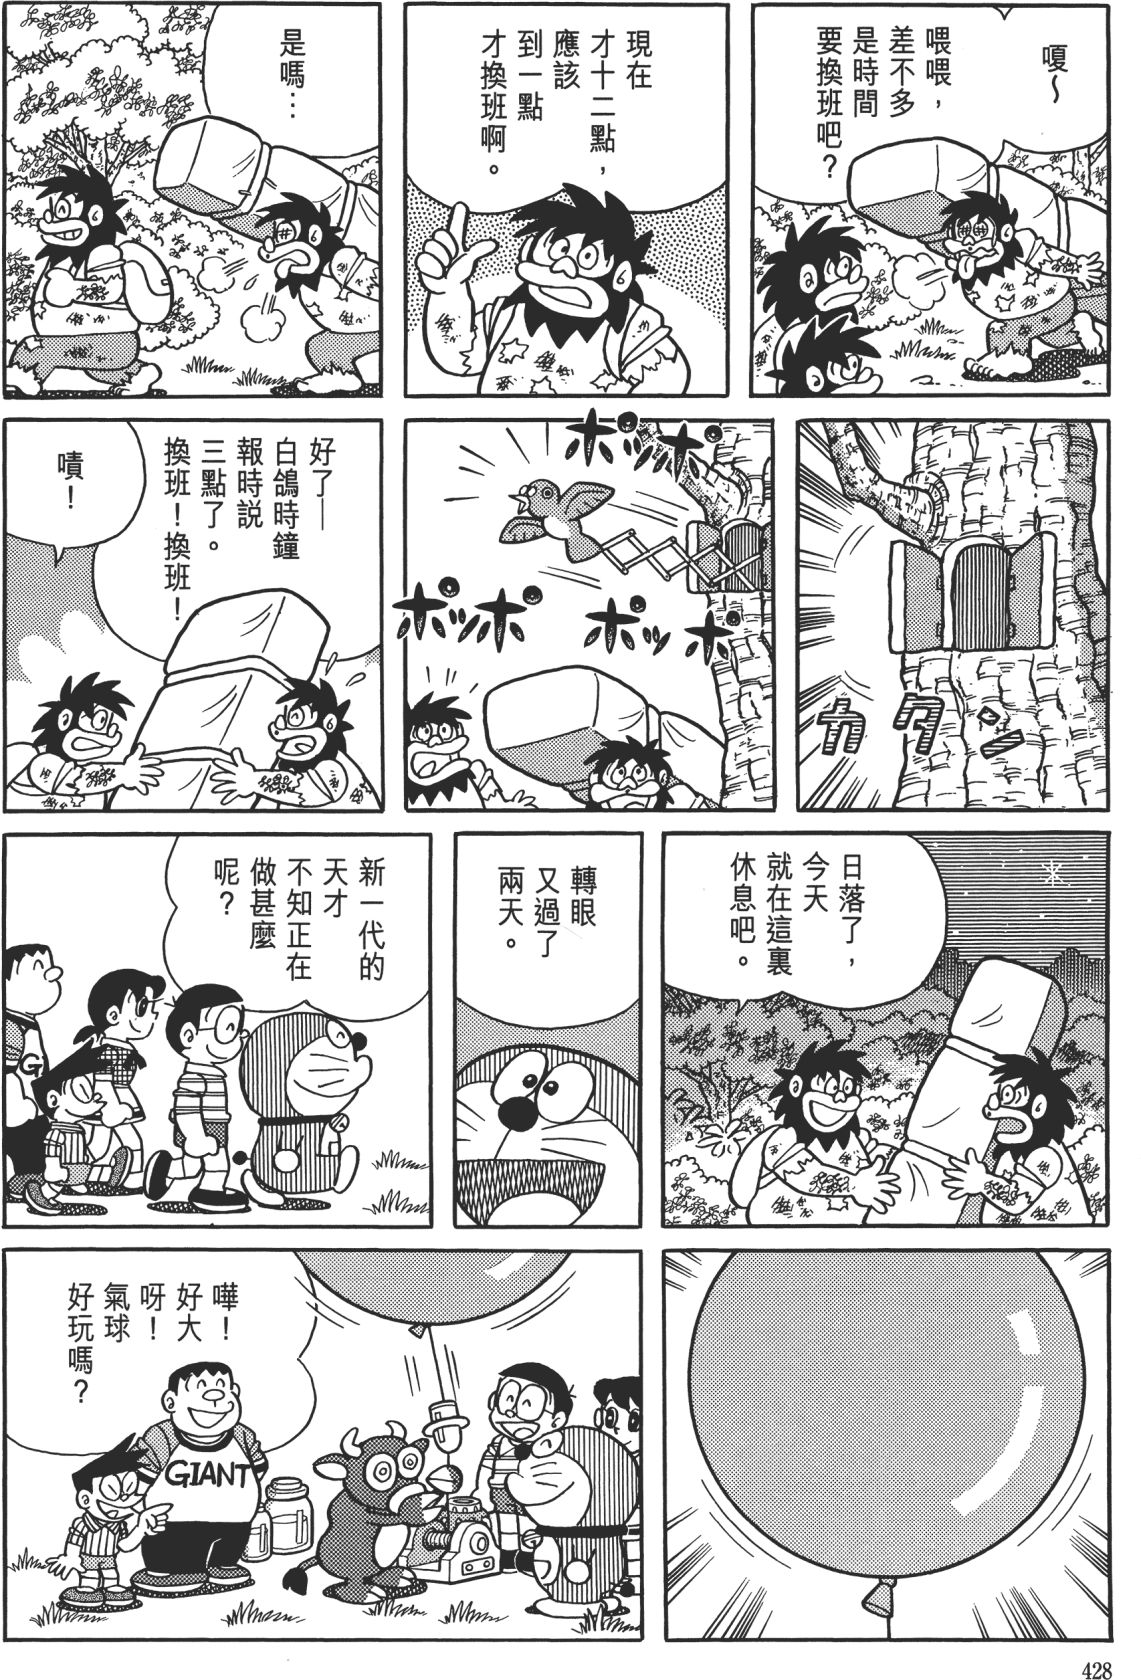 嗄～
喂喂，
差不多
是時間
要換班吧？
現在
才十二點，
應該
到一點
才換班啊。
是嗎…
カタン
ポッポ
ポッポ
ポッポ
好了—
白鴿時鐘
報時説
三點了。
換班！換班！
嘖！
日落了，
今天
就在這裏
休息吧。
轉眼
又過了
兩天。
新一代的
天才
不知正在
做甚麼
呢？
G
嘩！
好大
呀！
氣球
好玩嗎？
GIANT
428